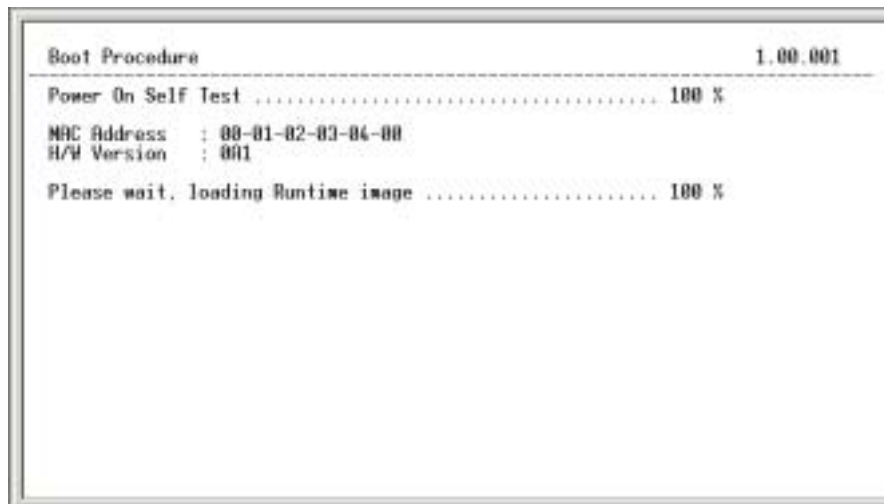 Boot Procedure 1.00.001
Power On Self Test ........................................ 100 %
MAC Address : 00-01-02-03-04-00
H/W Version : 0A1
Please wait, loading Runtime image ....................... 100 %